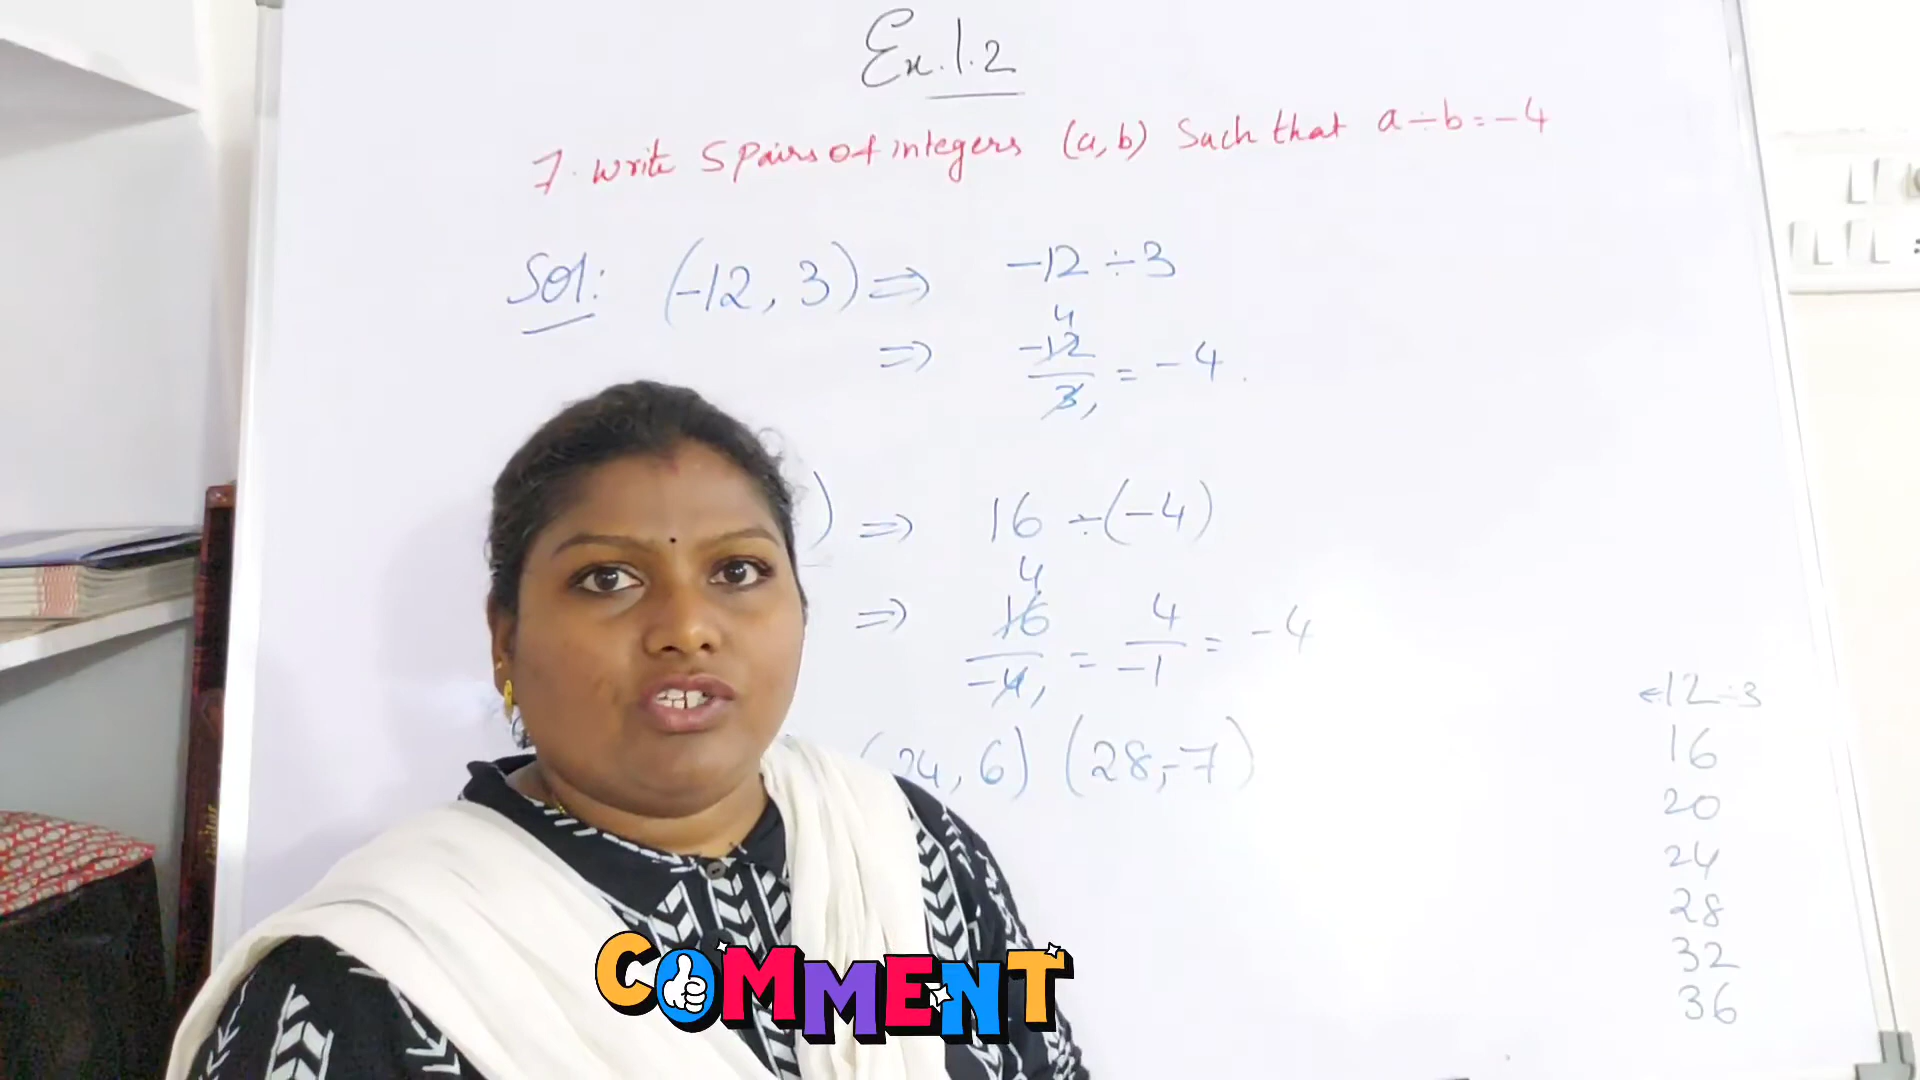 Ex.1.2
7. Write 5 pairs of integers (a, b) Such that a ÷ b = -4
Sol: (-12, 3) ⇒ -12 ÷ 3
4
⇒ -12/3, = -4.
) ⇒ 16 ÷ (-4)
4
⇒ 16/-4, = 4/-1 = -4
24, 6) (28, -7)
-12 ÷ 3
16
20
24
28
32
36
COMMENT